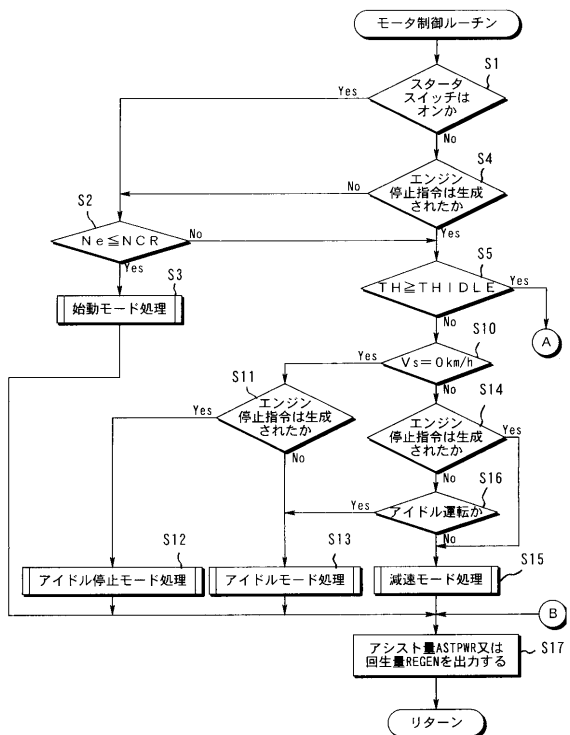 モータ制御ルーチン
S1
スタータ
スイッチは
オンか
Yes
No
S4
エンジン
停止指令は生成
されたか
No
Yes
S2
Ne≦NCR
No
Yes
S3
始動モード処理
S5
TH≧THIDLE
Yes
No
A
S10
Vs=0km/h
Yes
No
S11
エンジン
停止指令は生成
されたか
Yes
No
S14
エンジン
停止指令は生成
されたか
Yes
No
S16
アイドル運転か
Yes
No
S12
アイドル停止モード処理
S13
アイドルモード処理
S15
減速モード処理
B
S17
アシスト量ASTPWR又は
回生量REGENを出力する
リターン